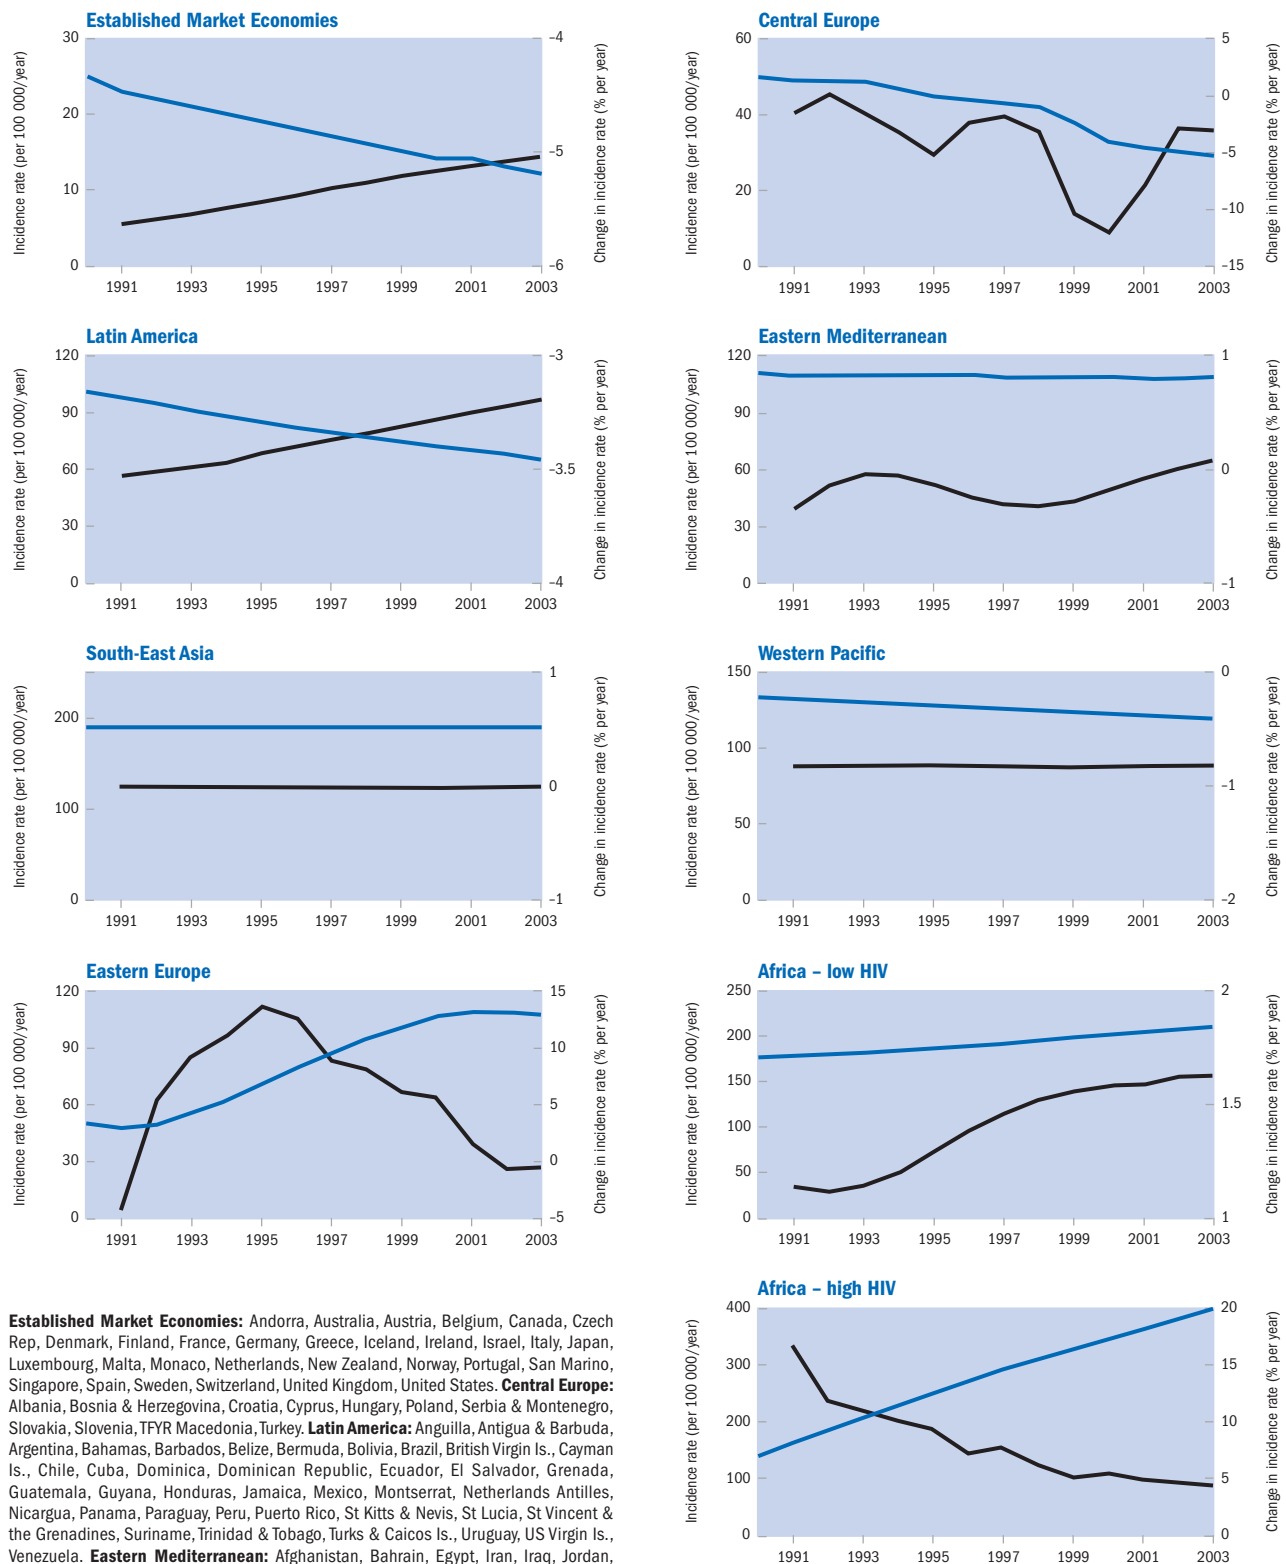 Established Market Economies
Incidence rate (per 100 000/year)
30
20
10
0
Change in incidence rate (% per year)
–4
–5
–6
1991 1993 1995 1997 1999 2001 2003
Central Europe
Incidence rate (per 100 000/year)
60
40
20
0
Change in incidence rate (% per year)
5
0
–5
–10
–15
1991 1993 1995 1997 1999 2001 2003
Latin America
Incidence rate (per 100 000/year)
120
90
60
30
0
Change in incidence rate (% per year)
–3
–3.5
–4
1991 1993 1995 1997 1999 2001 2003
Eastern Mediterranean
Incidence rate (per 100 000/year)
120
90
60
30
0
Change in incidence rate (% per year)
1
0
–1
1991 1993 1995 1997 1999 2001 2003
South-East Asia
Incidence rate (per 100 000/year)
200
100
0
Change in incidence rate (% per year)
1
0
–1
1991 1993 1995 1997 1999 2001 2003
Western Pacific
Incidence rate (per 100 000/year)
150
100
50
0
Change in incidence rate (% per year)
0
–1
–2
1991 1993 1995 1997 1999 2001 2003
Eastern Europe
Incidence rate (per 100 000/year)
120
90
60
30
0
Change in incidence rate (% per year)
15
10
5
0
–5
1991 1993 1995 1997 1999 2001 2003
Africa – low HIV
Incidence rate (per 100 000/year)
250
200
150
100
50
0
Change in incidence rate (% per year)
2
1.5
1
1991 1993 1995 1997 1999 2001 2003
Africa – high HIV
Incidence rate (per 100 000/year)
400
300
200
100
0
Change in incidence rate (% per year)
20
15
10
5
0
1991 1993 1995 1997 1999 2001 2003
Established Market Economies: Andorra, Australia, Austria, Belgium, Canada, Czech
Rep, Denmark, Finland, France, Germany, Greece, Iceland, Ireland, Israel, Italy, Japan,
Luxembourg, Malta, Monaco, Netherlands, New Zealand, Norway, Portugal, San Marino,
Singapore, Spain, Sweden, Switzerland, United Kingdom, United States. Central Europe:
Albania, Bosnia & Herzegovina, Croatia, Cyprus, Hungary, Poland, Serbia & Montenegro,
Slovakia, Slovenia, TFYR Macedonia, Turkey. Latin America: Anguilla, Antigua & Barbuda,
Argentina, Bahamas, Barbados, Belize, Bermuda, Bolivia, Brazil, British Virgin Is., Cayman
Is., Chile, Cuba, Dominica, Dominican Republic, Ecuador, El Salvador, Grenada,
Guatemala, Guyana, Honduras, Jamaica, Mexico, Montserrat, Netherlands Antilles,
Nicargua, Panama, Paraguay, Peru, Puerto Rico, St Kitts & Nevis, St Lucia, St Vincent &
the Grenadines, Suriname, Trinidad & Tobago, Turks & Caicos Is., Uruguay, US Virgin Is.,
Venezuela. Eastern Mediterranean: Afghanistan, Bahrain, Egypt, Iran, Iraq, Jordan,